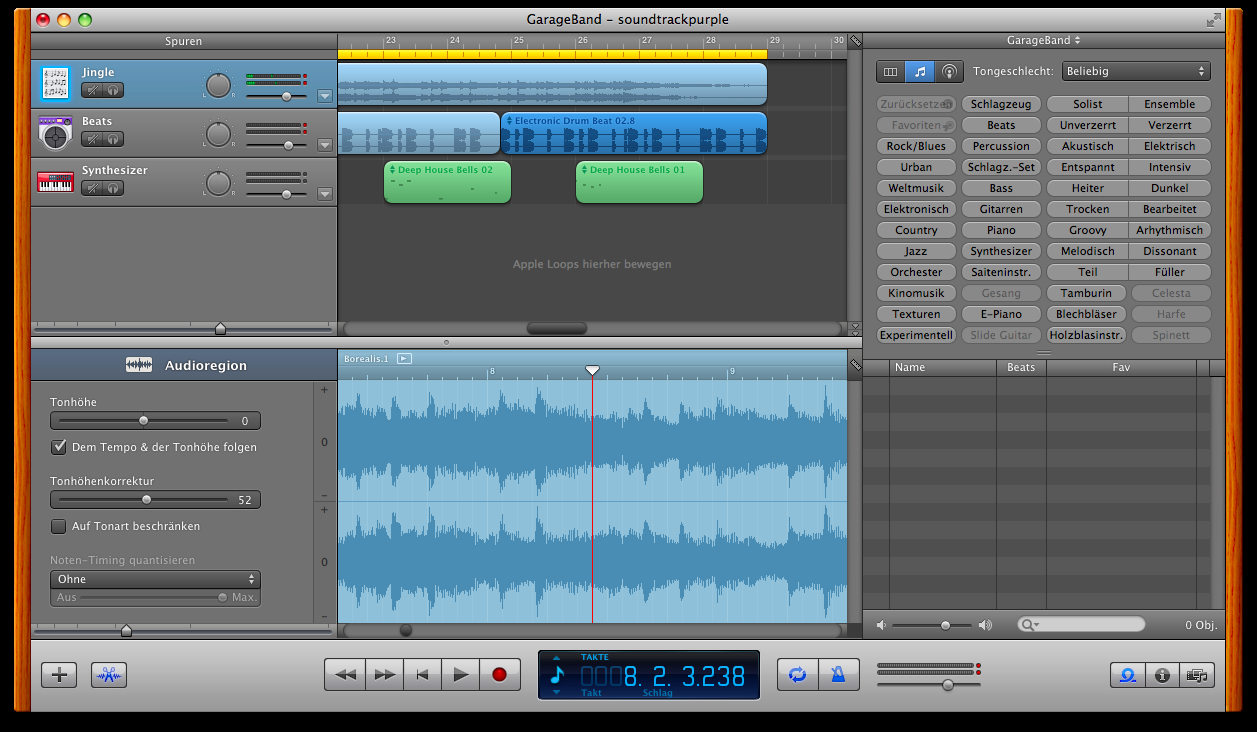 GarageBand – soundtrackpurple
Spuren
23 24 25 26 27 28 29 30
GarageBand
Jingle
L R
Beats
L R
Synthesizer
L R
Electronic Drum Beat 02.8
Deep House Bells 02
Deep House Bells 01
Apple Loops hierher bewegen
Tongeschlecht: Beliebig
Zurücksetzen Schlagzeug Solist Ensemble
Favoriten Beats Unverzerrt Verzerrt
Rock/Blues Percussion Akustisch Elektrisch
Urban Schlagz.-Set Entspannt Intensiv
Weltmusik Bass Heiter Dunkel
Elektronisch Gitarren Trocken Bearbeitet
Country Piano Groovy Arhythmisch
Jazz Synthesizer Melodisch Dissonant
Orchester Saiteninstr. Teil Füller
Kinomusik Gesang Tamburin Celesta
Texturen E-Piano Blechbläser Harfe
Experimentell Slide Guitar Holzblasinstr. Spinett
Name Beats Fav
Audioregion
Borealis.1
8 9
Tonhöhe
0
Dem Tempo & der Tonhöhe folgen
Tonhöhenkorrektur
52
Auf Tonart beschränken
Noten-Timing quantisieren
Ohne
Aus Max.
+
0
–
+
0
–
0 Obj.
TAKTE
0008. 2. 3.238
Takt Schlag